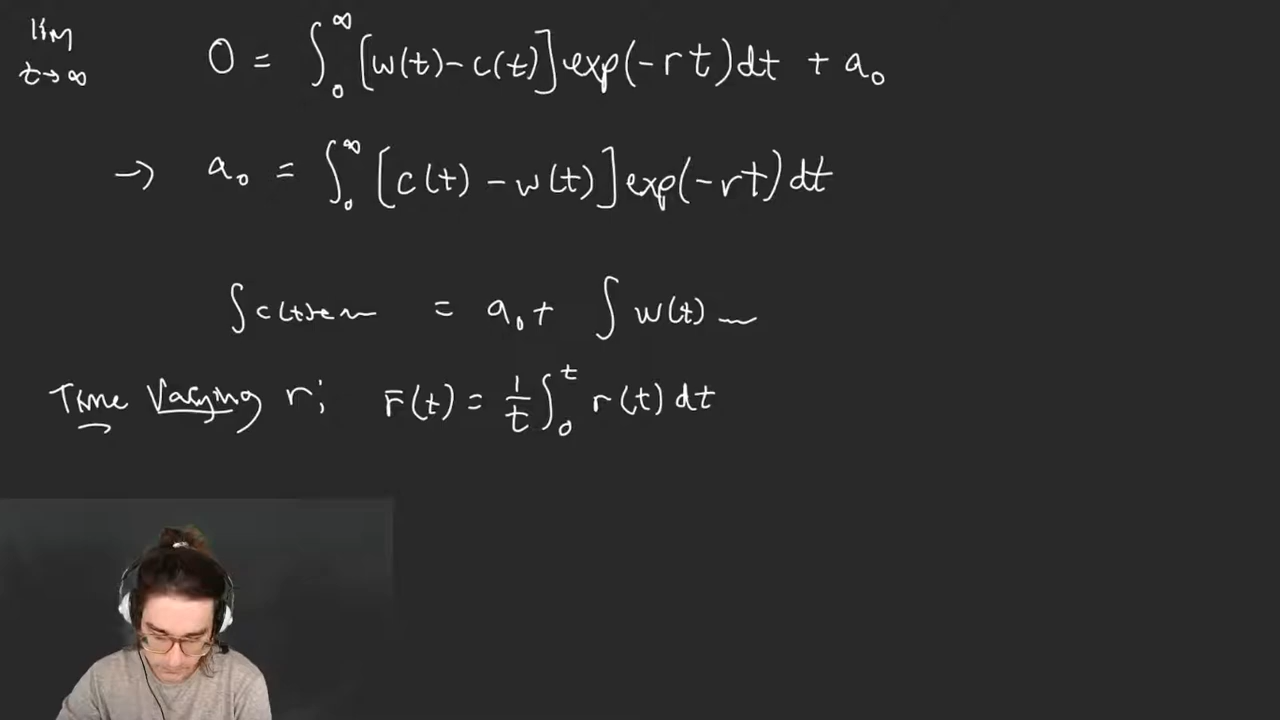 lim t→∞ 0 = ∫₀^∞ [w(t) - c(t)] exp(-rt) dt + a₀
→ a₀ = ∫₀^∞ [c(t) - w(t)] exp(-rt) dt
∫ c(t) = a₀ + ∫ w(t)
Time Varying r; r̄(t) = 1/t ∫₀^t r(t) dt